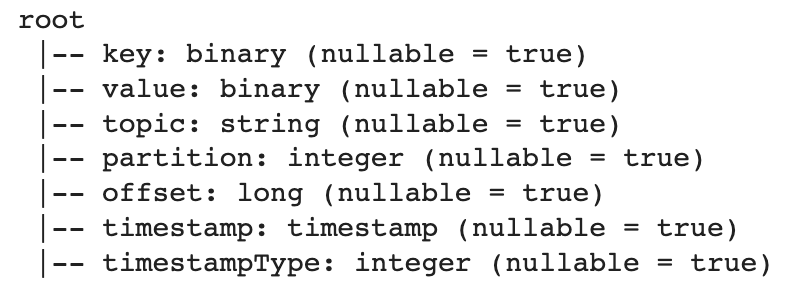 root
 |-- key: binary (nullable = true)
 |-- value: binary (nullable = true)
 |-- topic: string (nullable = true)
 |-- partition: integer (nullable = true)
 |-- offset: long (nullable = true)
 |-- timestamp: timestamp (nullable = true)
 |-- timestampType: integer (nullable = true)